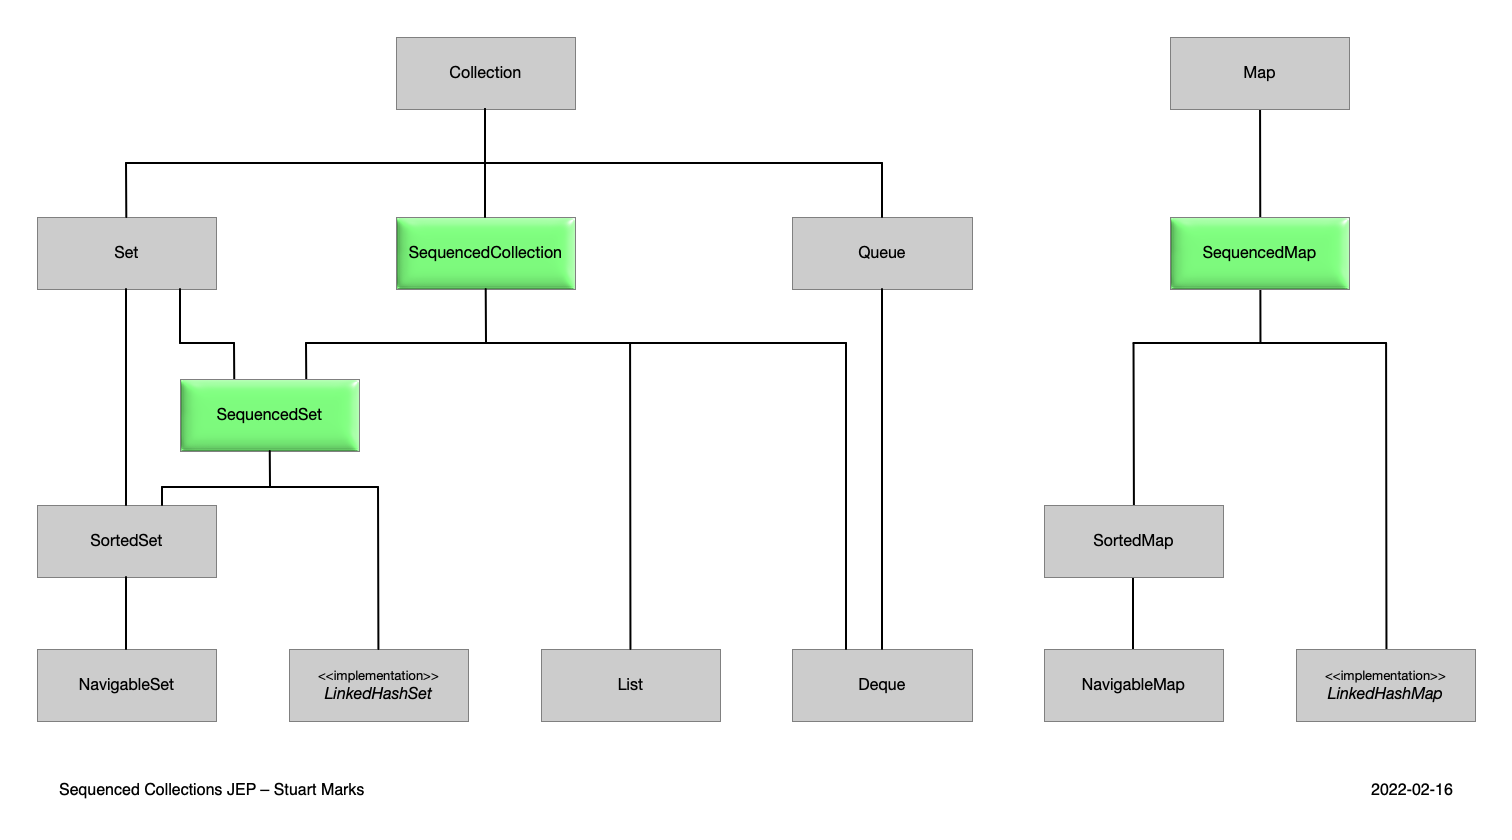 Collection
Map
Set
SequencedCollection
Queue
SequencedMap
SequencedSet
SortedSet
SortedMap
NavigableSet
<<implementation>>
LinkedHashSet
List
Deque
NavigableMap
<<implementation>>
LinkedHashMap
Sequenced Collections JEP – Stuart Marks
2022-02-16